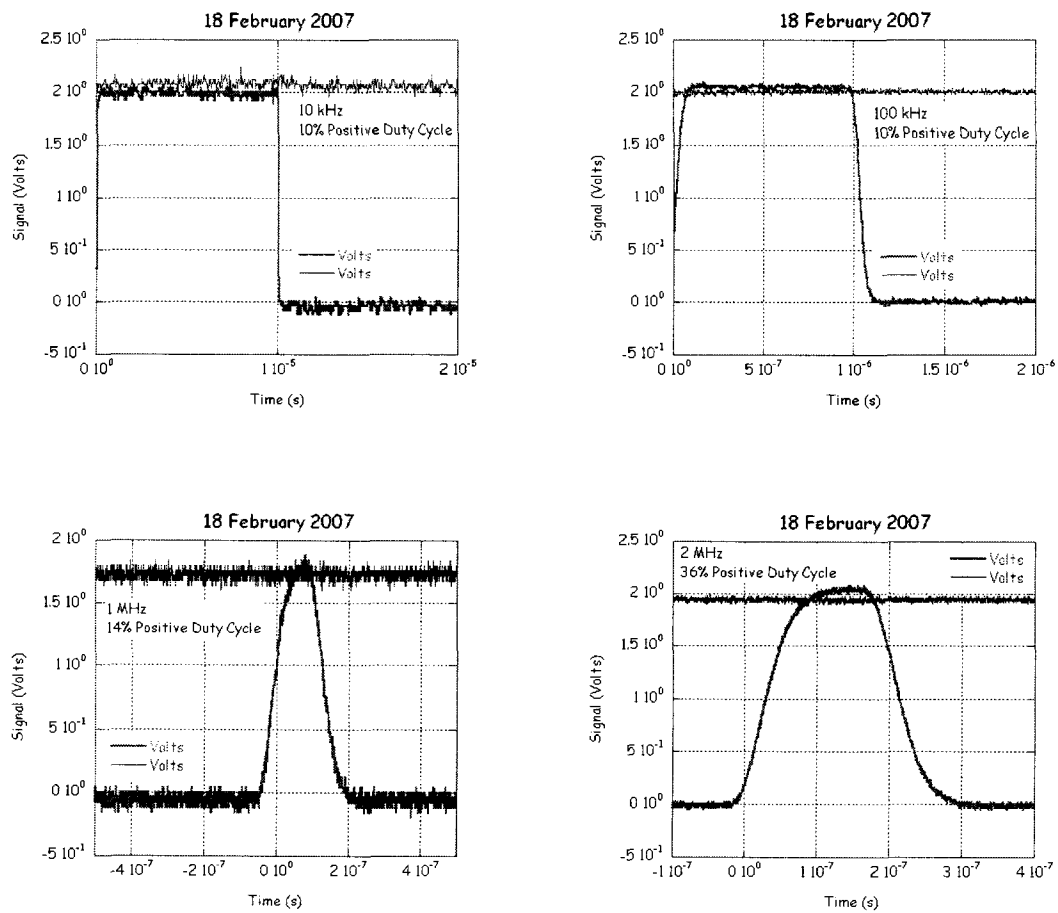 18 February 2007
2.5 10⁰
2 10⁰
1.5 10⁰
1 10⁰
5 10⁻¹
0 10⁰
-5 10⁻¹
Signal (Volts)
10 kHz
10% Positive Duty Cycle
Volts
Volts
0 10⁰
1 10⁻⁵
2 10⁻⁵
Time (s)
18 February 2007
2.5 10⁰
2 10⁰
1.5 10⁰
1 10⁰
5 10⁻¹
0 10⁰
-5 10⁻¹
Signal (Volts)
100 kHz
10% Positive Duty Cycle
Volts
Volts
0 10⁰
5 10⁻⁷
1 10⁻⁶
1.5 10⁻⁶
2 10⁻⁶
Time (s)
18 February 2007
2 10⁰
1.5 10⁰
1 10⁰
5 10⁻¹
0 10⁰
-5 10⁻¹
Signal (Volts)
1 MHz
14% Positive Duty Cycle
Volts
Volts
-4 10⁻⁷
-2 10⁻⁷
0 10⁰
2 10⁻⁷
4 10⁻⁷
Time (s)
18 February 2007
2.5 10⁰
2 10⁰
1.5 10⁰
1 10⁰
5 10⁻¹
0 10⁰
-5 10⁻¹
Signal (Volts)
2 MHz
36% Positive Duty Cycle
Volts
Volts
-1 10⁻⁷
0 10⁰
1 10⁻⁷
2 10⁻⁷
3 10⁻⁷
4 10⁻⁷
Time (s)